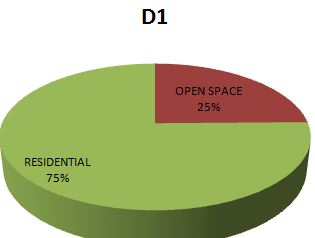 D1
OPEN SPACE
25%
RESIDENTIAL
75%